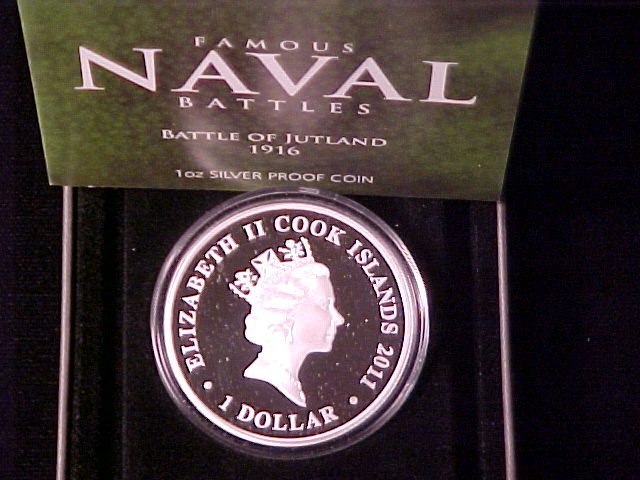 FAMOUS
NAVAL
BATTLES
BATTLE OF JUTLAND
1916
1oz SILVER PROOF COIN
ELIZABETH II COOK ISLANDS 2011
• 1 DOLLAR •